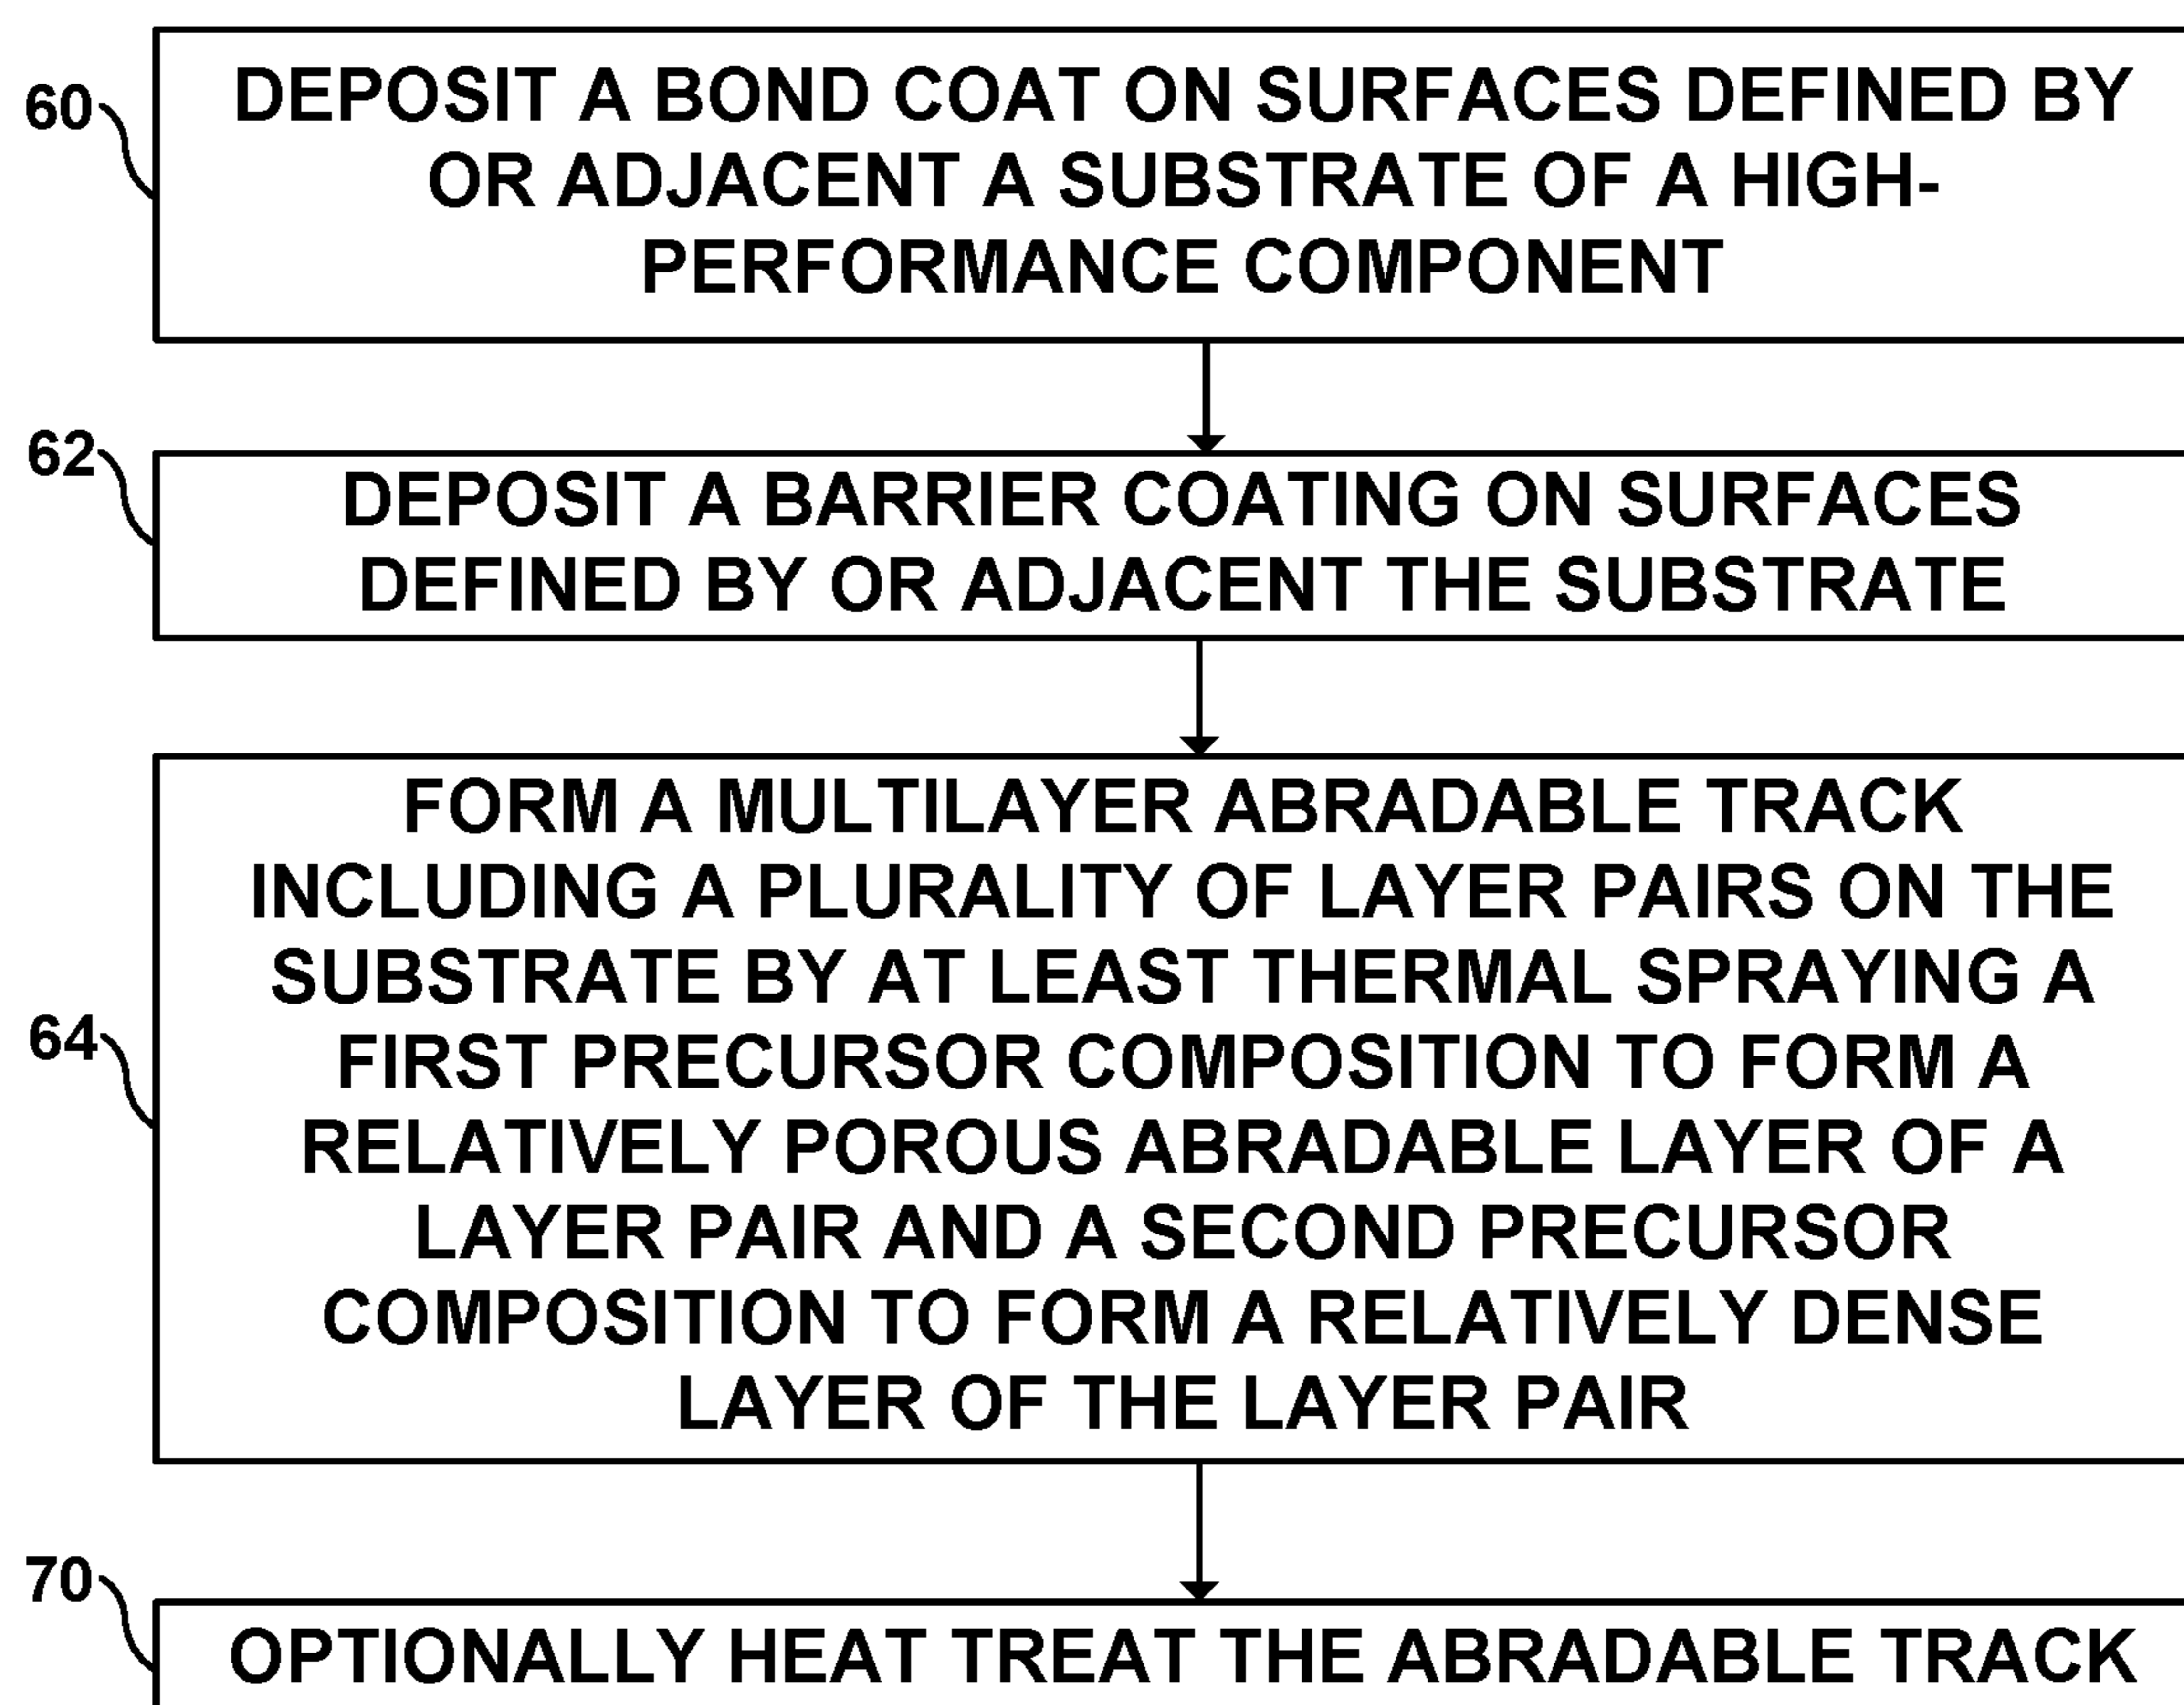 60
DEPOSIT A BOND COAT ON SURFACES DEFINED BY
OR ADJACENT A SUBSTRATE OF A HIGH-
PERFORMANCE COMPONENT
62
DEPOSIT A BARRIER COATING ON SURFACES
DEFINED BY OR ADJACENT THE SUBSTRATE
64
FORM A MULTILAYER ABRADABLE TRACK
INCLUDING A PLURALITY OF LAYER PAIRS ON THE
SUBSTRATE BY AT LEAST THERMAL SPRAYING A
FIRST PRECURSOR COMPOSITION TO FORM A
RELATIVELY POROUS ABRADABLE LAYER OF A
LAYER PAIR AND A SECOND PRECURSOR
COMPOSITION TO FORM A RELATIVELY DENSE
LAYER OF THE LAYER PAIR
70
OPTIONALLY HEAT TREAT THE ABRADABLE TRACK